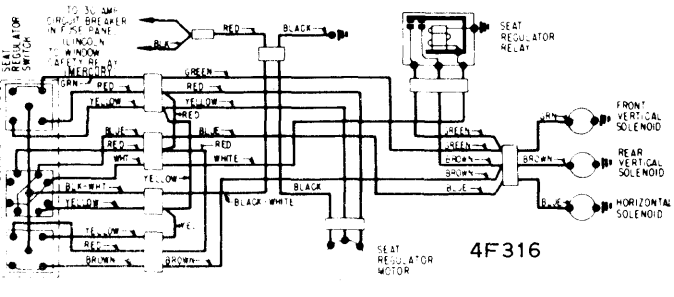 TO 30 AMP
CIRCUIT BREAKER
IN FUSE PANEL
(LINCOLN
TO WINDOW
SAFETY RELAY
(MERCURY)
SEAT
REGULATOR
SWITCH
BLK
RED
BLACK
SEAT
REGULATOR
RELAY
GRN
GREEN
RED
RED
YELLOW
YELLOW
RED
BLUE
BLUE
RED
RED
WHT
WHITE
YELLOW
BLK-WHT
BLACK
YELLOW
BLACK-WHITE
YEL
YELLOW
RED
BROWN
BROWN
GREEN
GREEN
BROWN
BROWN
BLUE
GRN
BROWN
BLUE
FRONT
VERTICAL
SOLENOID
REAR
VERTICAL
SOLENOID
HORIZONTAL
SOLENOID
SEAT
REGULATOR
MOTOR
4F316